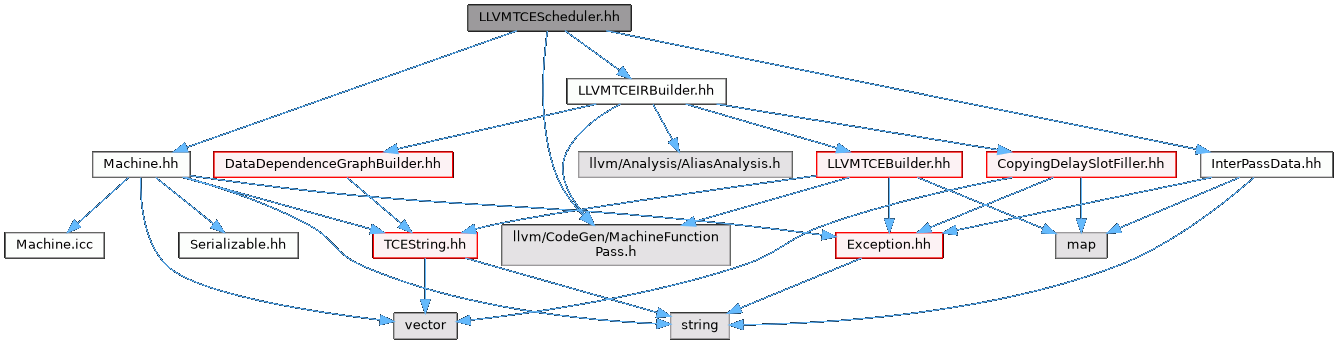 LLVMTCEScheduler.hh
LLVMTCEIRBuilder.hh
Machine.hh
DataDependenceGraphBuilder.hh
llvm/Analysis/AliasAnalysis.h
LLVMTCEBuilder.hh
CopyingDelaySlotFiller.hh
InterPassData.hh
Machine.icc
Serializable.hh
TCEString.hh
llvm/CodeGen/MachineFunction
Pass.h
Exception.hh
map
vector
string